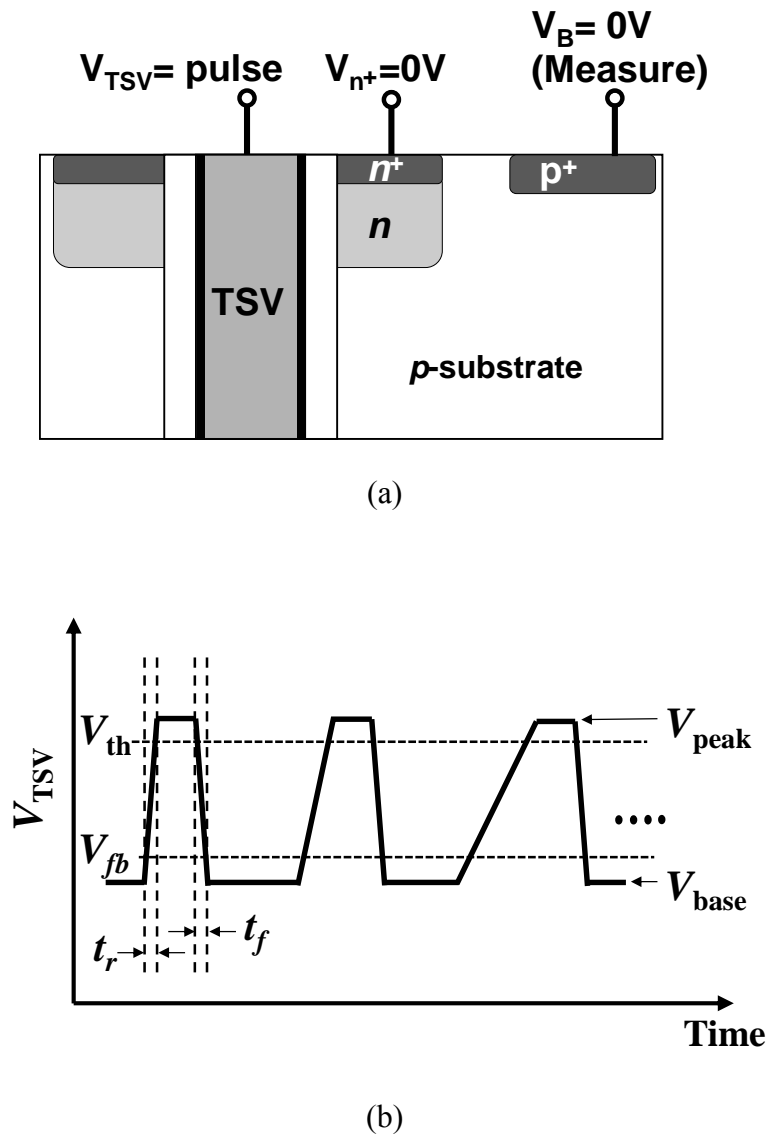 V_TSV= pulse
V_n+=0V
V_B= 0V
(Measure)
n⁺
p⁺
n
TSV
p-substrate
(a)
V_TSV
V_th
V_peak
V_fb
V_base
t_r
t_f
....
Time
(b)